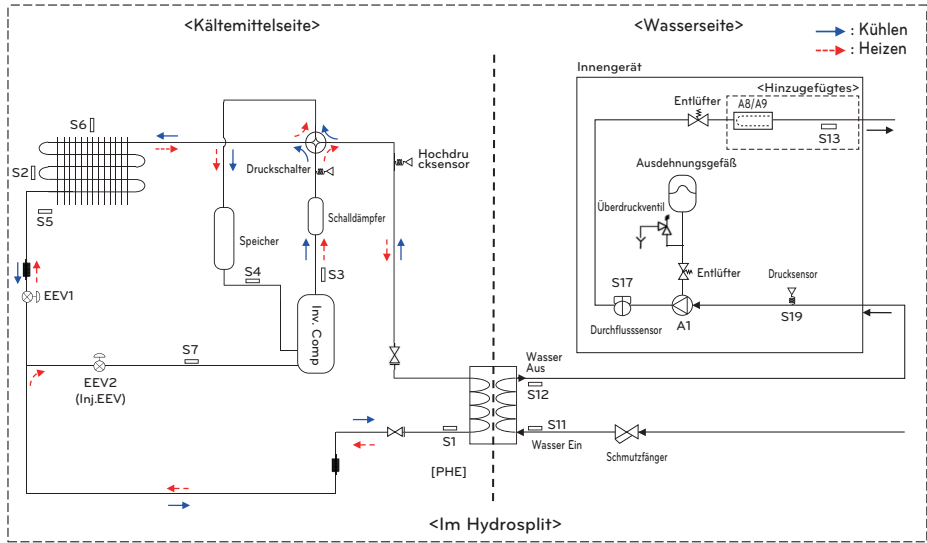 <Kältemittelseite>
<Wasserseite>
: Kühlen
: Heizen
Innengerät
<Hinzugefügtes>
Entlüfter
A8/A9
S13
S6
S2
S5
Druckschalter
Hochdru
cksensor
Ausdehnungsgefäß
Überdruckventil
Schalldämpfer
Speicher
S4
S3
Entlüfter
S17
Drucksensor
EEV1
Inv. Comp
Durchflusssensor
A1
S19
S7
EEV2
(Inj.EEV)
Wasser
Aus
S12
S1
S11
Wasser Ein
Schmutzfänger
[PHE]
<Im Hydrosplit>